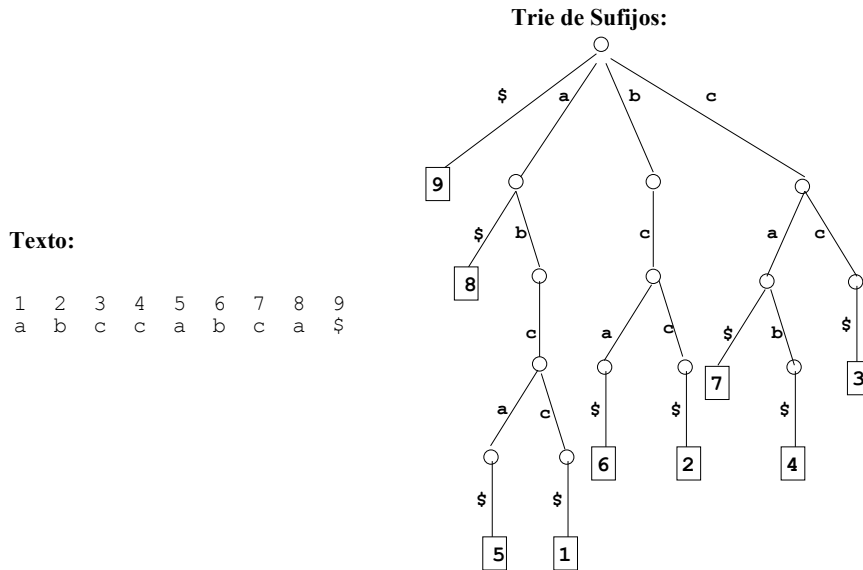 Trie de Sufijos:
$ a b c
9
$ b c a c
8
Texto:
1 2 3 4 5 6 7 8 9
a b c c a b c a $
c a c $ b $
7 3
a c $ $ $
6 2 4
$ $
5 1